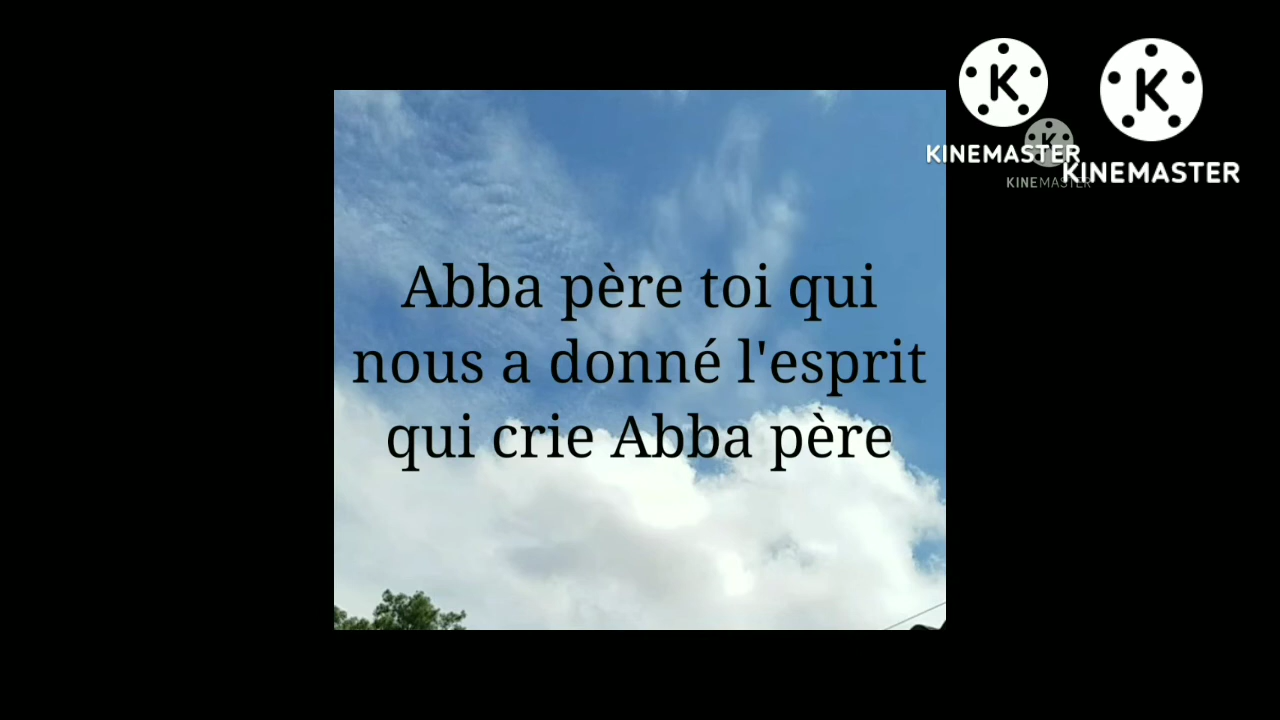 KINEMASTER
KINEMASTER
KINEMASTER
Abba père toi qui
nous a donné l'esprit
qui crie Abba père